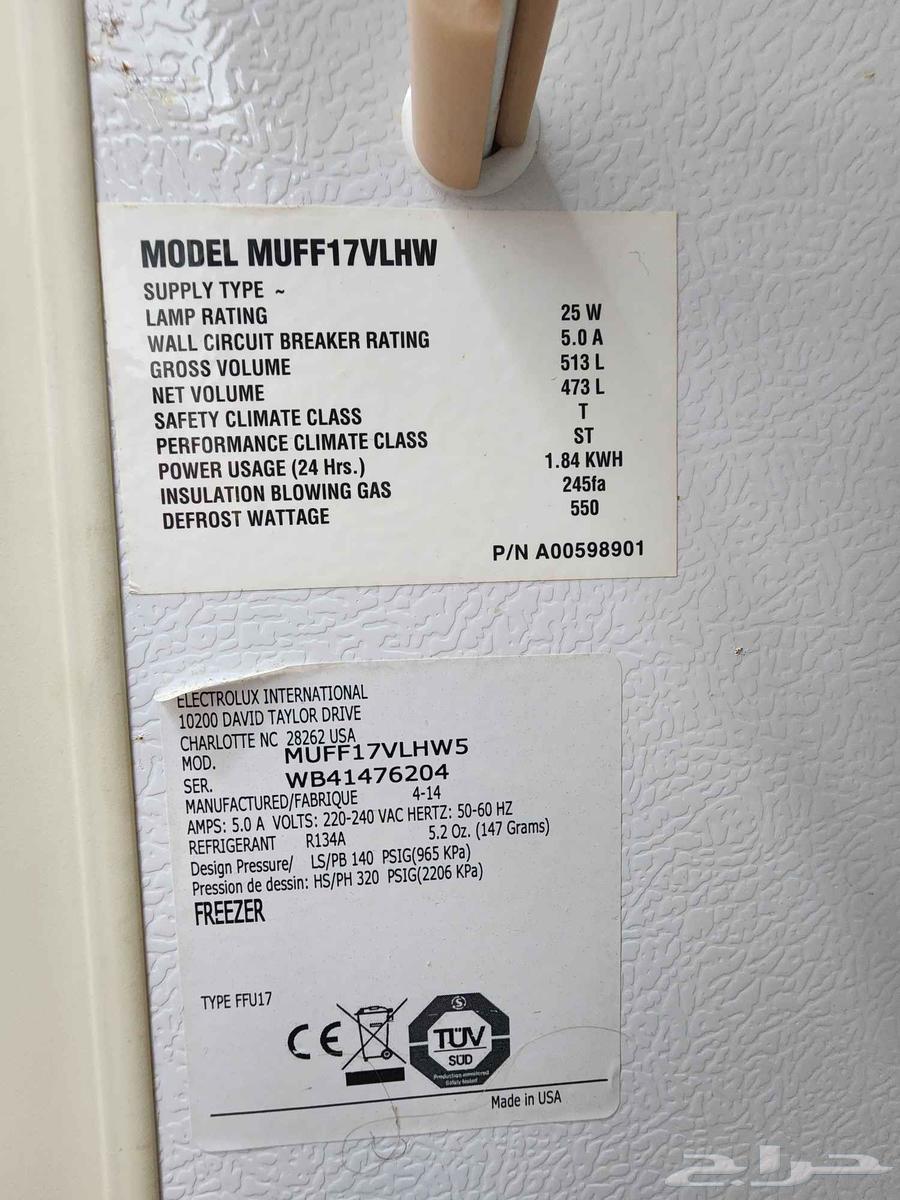 MODEL MUFF17VLHW
SUPPLY TYPE ~
LAMP RATING 25 W
WALL CIRCUIT BREAKER RATING 5.0 A
GROSS VOLUME 513 L
NET VOLUME 473 L
SAFETY CLIMATE CLASS T
PERFORMANCE CLIMATE CLASS ST
POWER USAGE (24 Hrs.) 1.84 KWH
INSULATION BLOWING GAS 245fa
DEFROST WATTAGE 550
P/N A00598901
ELECTROLUX INTERNATIONAL
10200 DAVID TAYLOR DRIVE
CHARLOTTE NC 28262 USA
MOD. MUFF17VLHW5
SER. WB41476204
MANUFACTURED/FABRIQUE 4-14
AMPS: 5.0 A VOLTS: 220-240 VAC HERTZ: 50-60 HZ
REFRIGERANT R134A 5.2 Oz. (147 Grams)
Design Pressure/ LS/PB 140 PSIG(965 KPa)
Pression de dessin: HS/PH 320 PSIG(2206 KPa)
FREEZER
TYPE FFU17
CE
S
TÜV
SÜD
Production monitored
Safety tested
Made in USA
حراج